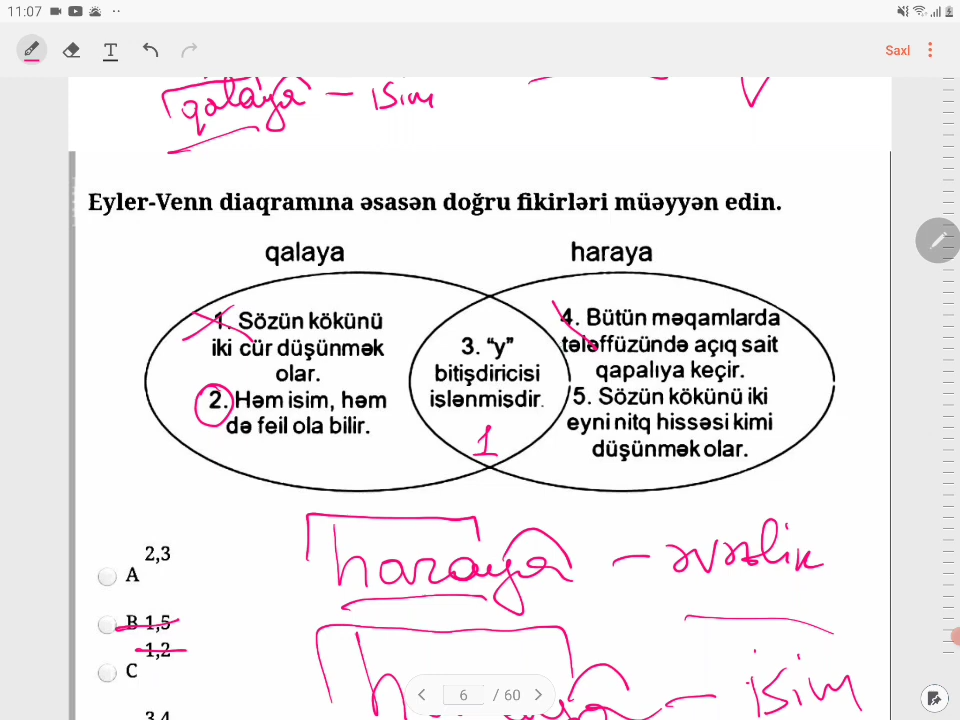 11:07
T
Saxl
qalaya – isim
Eyler-Venn diaqramına əsasən doğru fikirləri müəyyən edin.
qalaya
haraya
1. Sözün kökünü
iki cür düşünmək
olar.
2. Həm isim, həm
də feil ola bilir.
3. “y”
bitişdiricisi
islənmisdir.
1
4. Bütün məqamlarda
tələffüzündə açıq sait
qapalıya keçir.
5. Sözün kökünü iki
eyni nitq hissəsi kimi
düşünmək olar.
2,3
A
B 1,5
1,2
C
3,4
haraya – əvəzlik
– isim
6 / 60